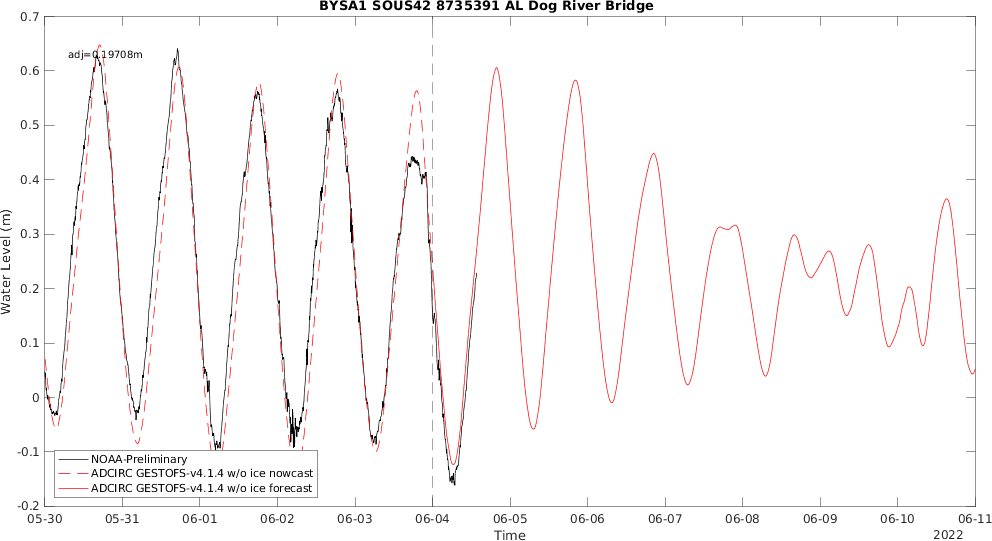 BYSA1 SOUS42 8735391 AL Dog River Bridge
0.7
adj=0.19708m
0.6
0.5
0.4
0.3
0.2
0.1
0
-0.1
-0.2
Water Level (m)
NOAA-Preliminary
ADCIRC GESTOFS-v4.1.4 w/o ice nowcast
ADCIRC GESTOFS-v4.1.4 w/o ice forecast
05-30 05-31 06-01 06-02 06-03 06-04 06-05 06-06 06-07 06-08 06-09 06-10 06-11
Time
2022